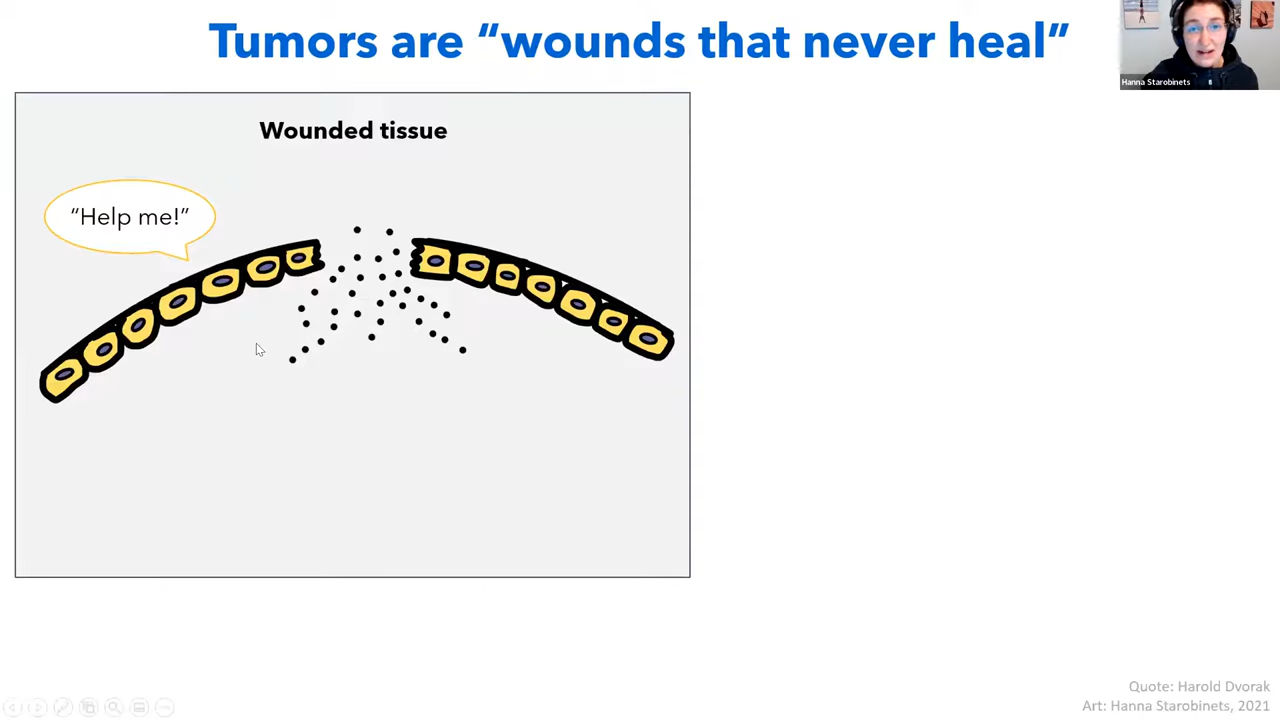 Tumors are “wounds that never heal”
Hanna Starobinets
Wounded tissue
“Help me!”
Quote: Harold Dvorak
Art: Hanna Starobinets, 2021